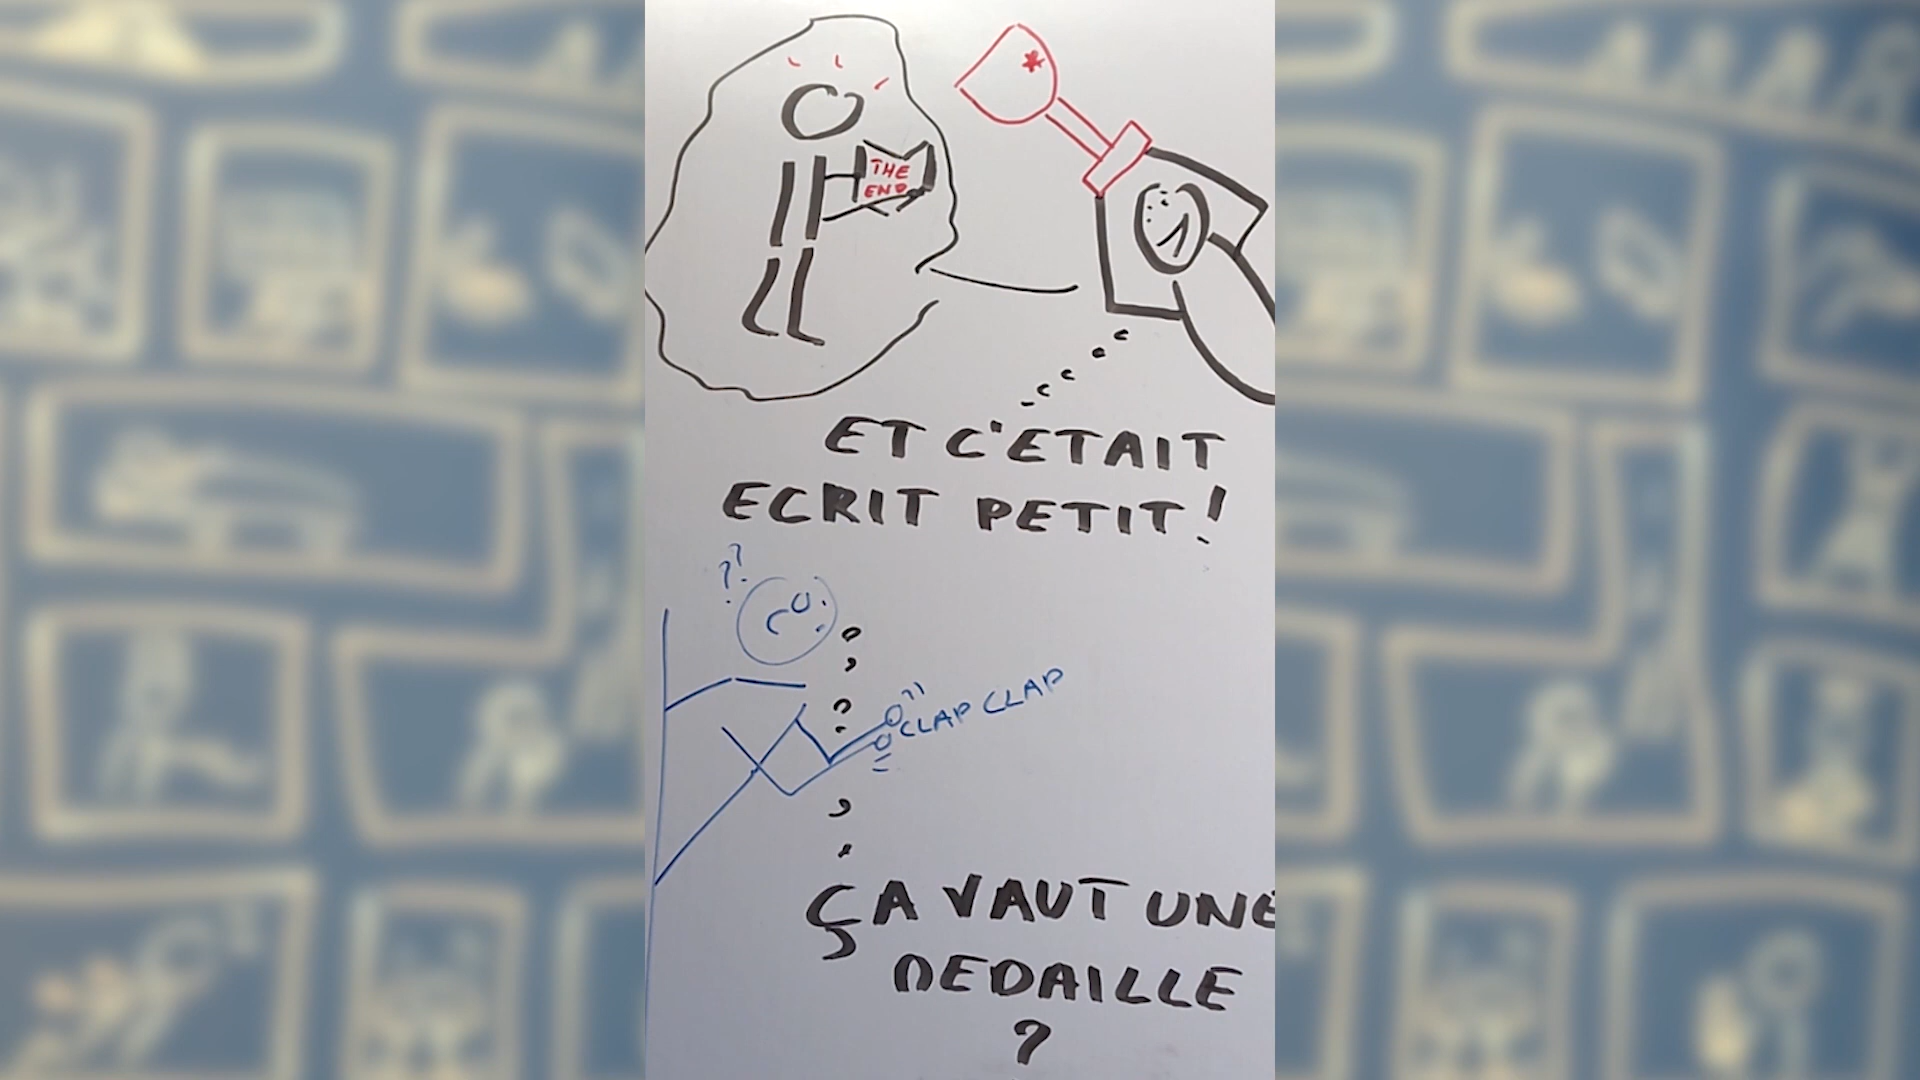 THE
END
ET C'ETAIT
ECRIT PETIT !
??
CLAP CLAP
ÇA VAUT UNE
MEDAILLE
?